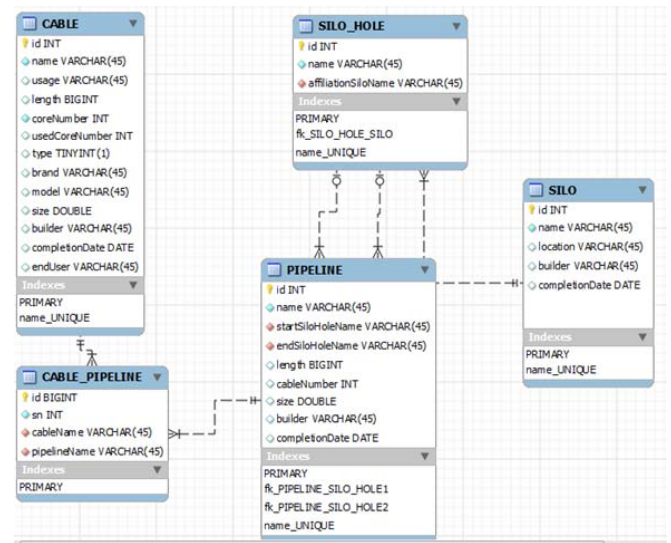 CABLE
id INT
name VARCHAR(45)
usage VARCHAR(45)
length BIGINT
coreNumber INT
usedCoreNumber INT
type TINYINT(1)
brand VARCHAR(45)
model VARCHAR(45)
size DOUBLE
builder VARCHAR(45)
completionDate DATE
endUser VARCHAR(45)
Indexes
PRIMARY
name_UNIQUE
SILO_HOLE
id INT
name VARCHAR(45)
affiliationSiloName VARCHAR(45)
Indexes
PRIMARY
fk_SILO_HOLE_SILO
name_UNIQUE
SILO
id INT
name VARCHAR(45)
location VARCHAR(45)
builder VARCHAR(45)
completionDate DATE
Indexes
PRIMARY
name_UNIQUE
PIPELINE
id INT
name VARCHAR(45)
startSiloHoleName VARCHAR(45)
endSiloHoleName VARCHAR(45)
length BIGINT
cableNumber INT
size DOUBLE
builder VARCHAR(45)
completionDate DATE
Indexes
PRIMARY
fk_PIPELINE_SILO_HOLE1
fk_PIPELINE_SILO_HOLE2
name_UNIQUE
CABLE_PIPELINE
id BIGINT
sn INT
cableName VARCHAR(45)
pipelineName VARCHAR(45)
Indexes
PRIMARY